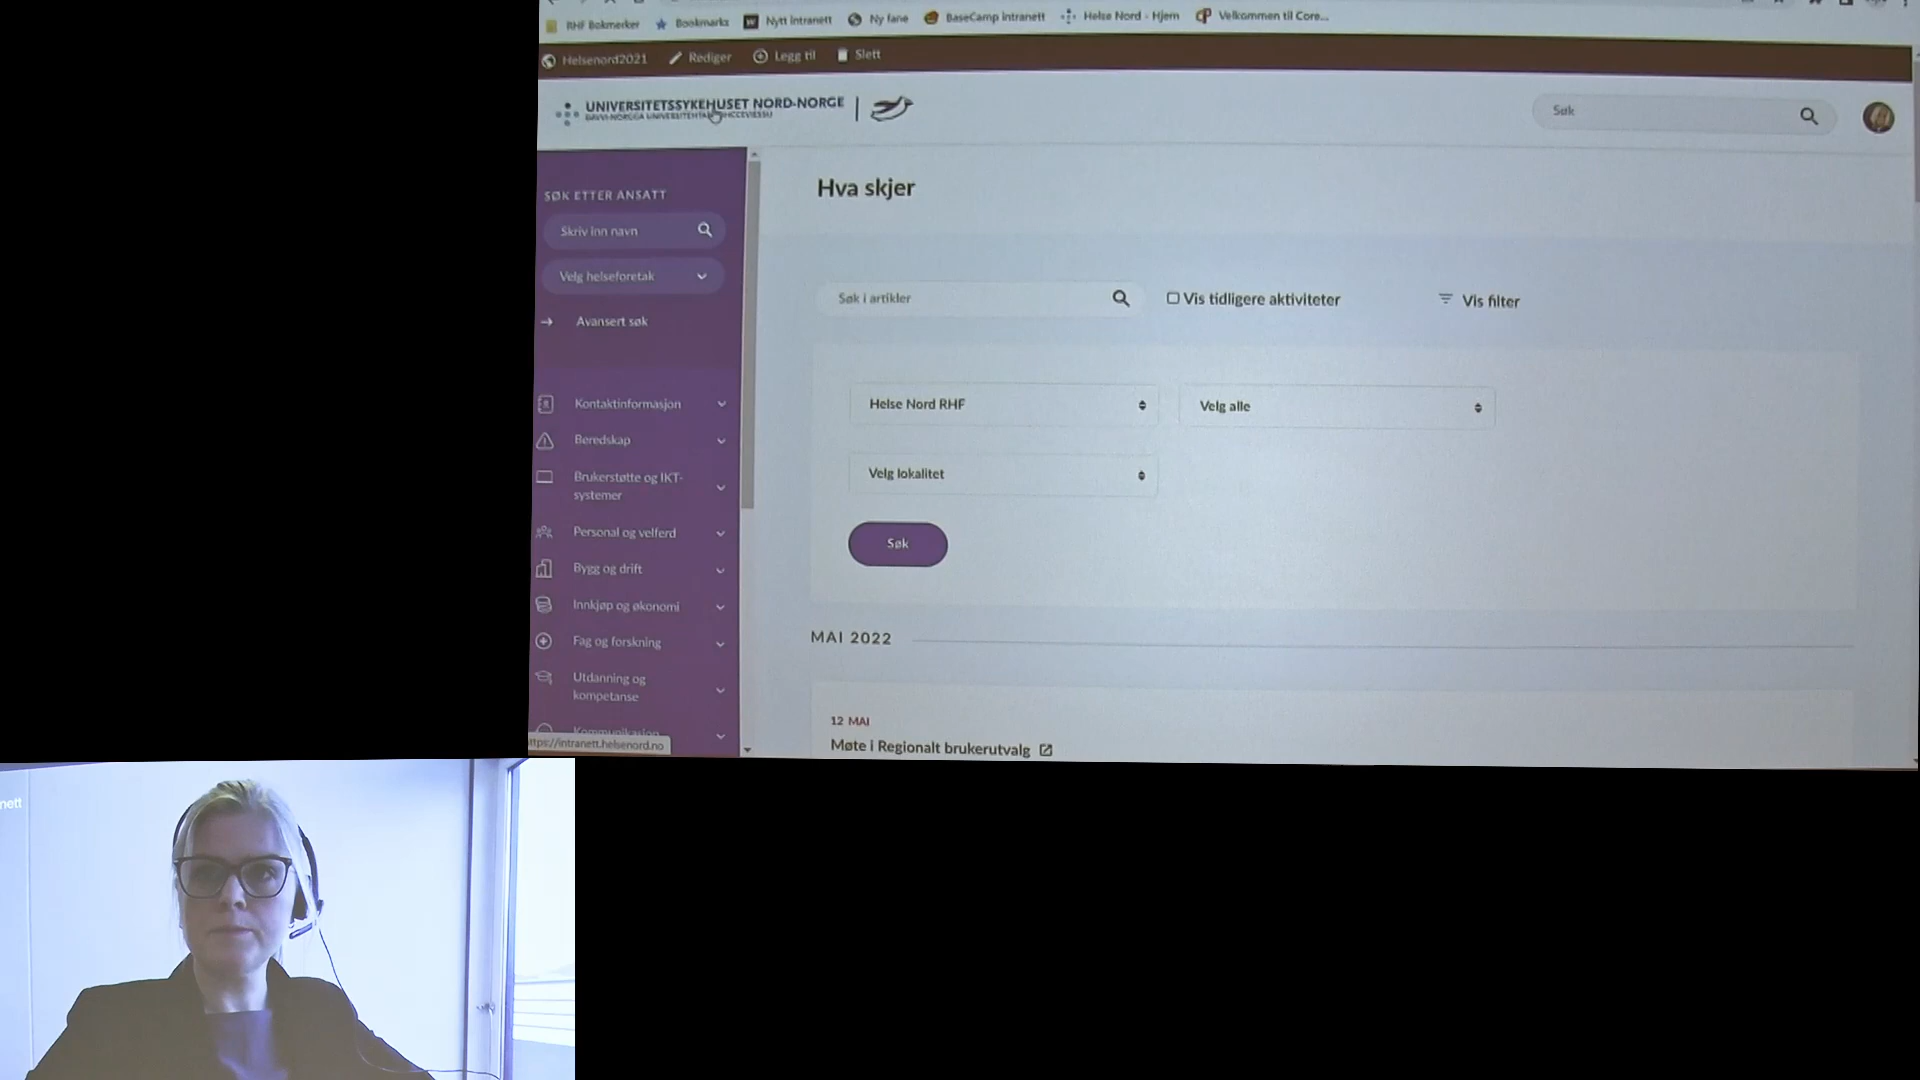 RHF Bokmerker
Bookmarks
Nytt intranett
Ny fane
BaseCamp intranett
Helse Nord - Hjem
Velkommen til Core...
Helsenord2021
Rediger
Legg til
Slett
UNIVERSITETSSYKEHUSET NORD-NORGE
Søk
SØK ETTER ANSATT
Skriv inn navn
Velg helseforetak
Avansert søk
Kontaktinformasjon
Beredskap
Brukerstøtte og IKT-
systemer
Personal og velferd
Bygg og drift
Innkjøp og økonomi
Fag og forskning
Utdanning og
kompetanse
Kommunikasjon
ttps://intranett.helsenord.no
Hva skjer
Søk i artikler
Vis tidligere aktiviteter
Vis filter
Helse Nord RHF
Velg alle
Velg lokalitet
Søk
MAI 2022
12 MAI
Møte i Regionalt brukerutvalg
nett